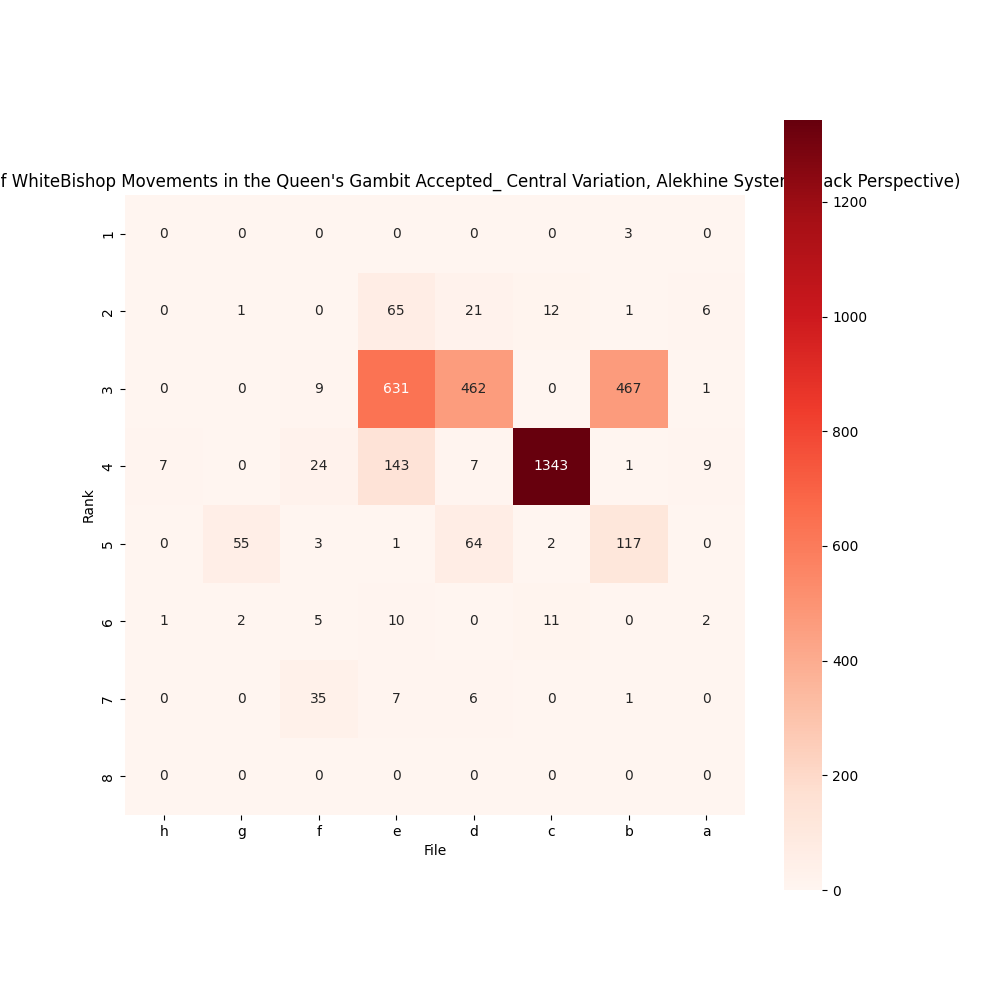 f WhiteBishop Movements in the Queen's Gambit Accepted_ Central Variation, Alekhine System ack Perspective)
1 0 0 0 0 0 0 3 0
2 0 1 0 65 21 12 1 6
3 0 0 9 631 462 0 467 1
4 7 0 24 143 7 1343 1 9
5 0 55 3 1 64 2 117 0
6 1 2 5 10 0 11 0 2
7 0 0 35 7 6 0 1 0
8 0 0 0 0 0 0 0 0
h g f e d c b a
File
Rank
1200
1000
800
600
400
200
0